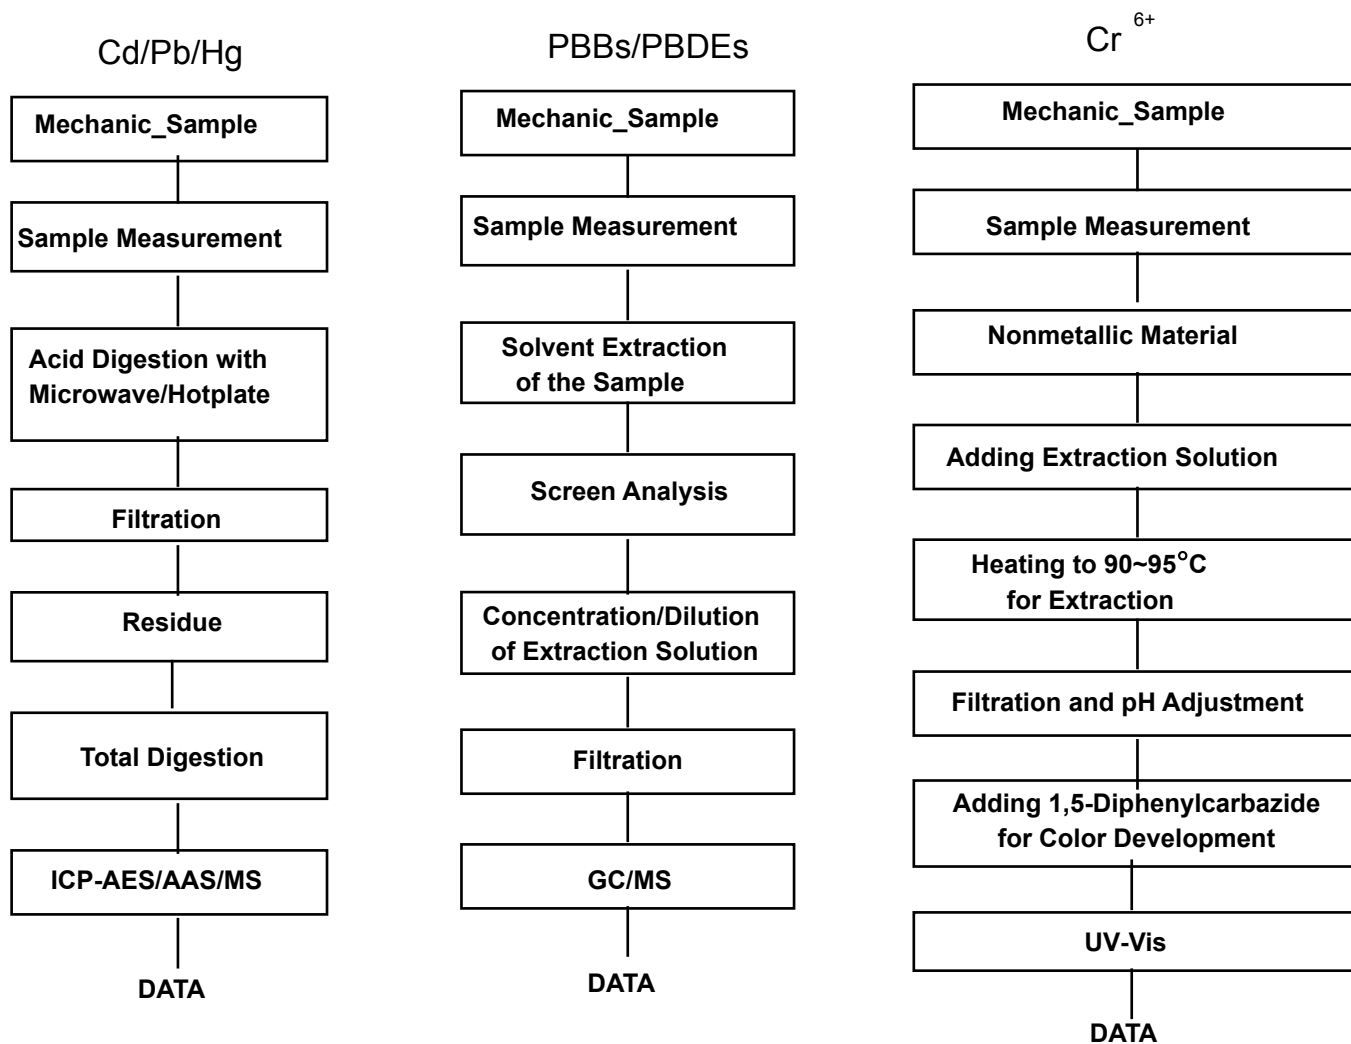 Cd/Pb/Hg
Mechanic_Sample
Sample Measurement
Acid Digestion with
Microwave/Hotplate
Filtration
Residue
Total Digestion
ICP-AES/AAS/MS
DATA
PBBs/PBDEs
Mechanic_Sample
Sample Measurement
Solvent Extraction
of the Sample
Screen Analysis
Concentration/Dilution
of Extraction Solution
Filtration
GC/MS
DATA
Cr 6+
Mechanic_Sample
Sample Measurement
Nonmetallic Material
Adding Extraction Solution
Heating to 90~95°C
for Extraction
Filtration and pH Adjustment
Adding 1,5-Diphenylcarbazide
for Color Development
UV-Vis
DATA